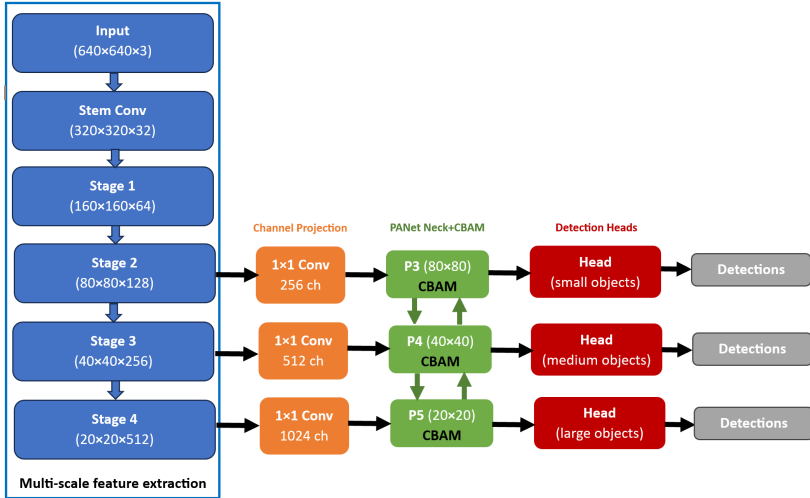 Input
(640×640×3)
Stem Conv
(320×320×32)
Stage 1
(160×160×64)
Channel Projection
PANet Neck+CBAM
Detection Heads
Stage 2
(80×80×128)
1×1 Conv
256 ch
P3 (80×80)
CBAM
Head
(small objects)
Detections
Stage 3
(40×40×256)
1×1 Conv
512 ch
P4 (40×40)
CBAM
Head
(medium objects)
Detections
Stage 4
(20×20×512)
1×1 Conv
1024 ch
P5 (20×20)
CBAM
Head
(large objects)
Detections
Multi-scale feature extraction